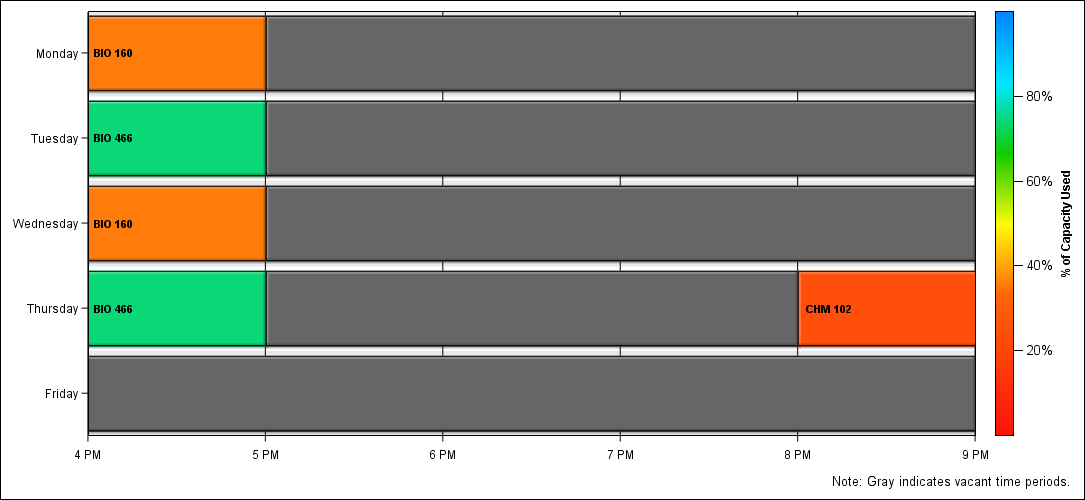 Monday
BIO 160
Tuesday
BIO 466
80%
Wednesday
BIO 160
60%
% of Capacity Used
40%
Thursday
BIO 466
CHM 102
20%
Friday
4 PM 5 PM 6 PM 7 PM 8 PM 9 PM
Note: Gray indicates vacant time periods.